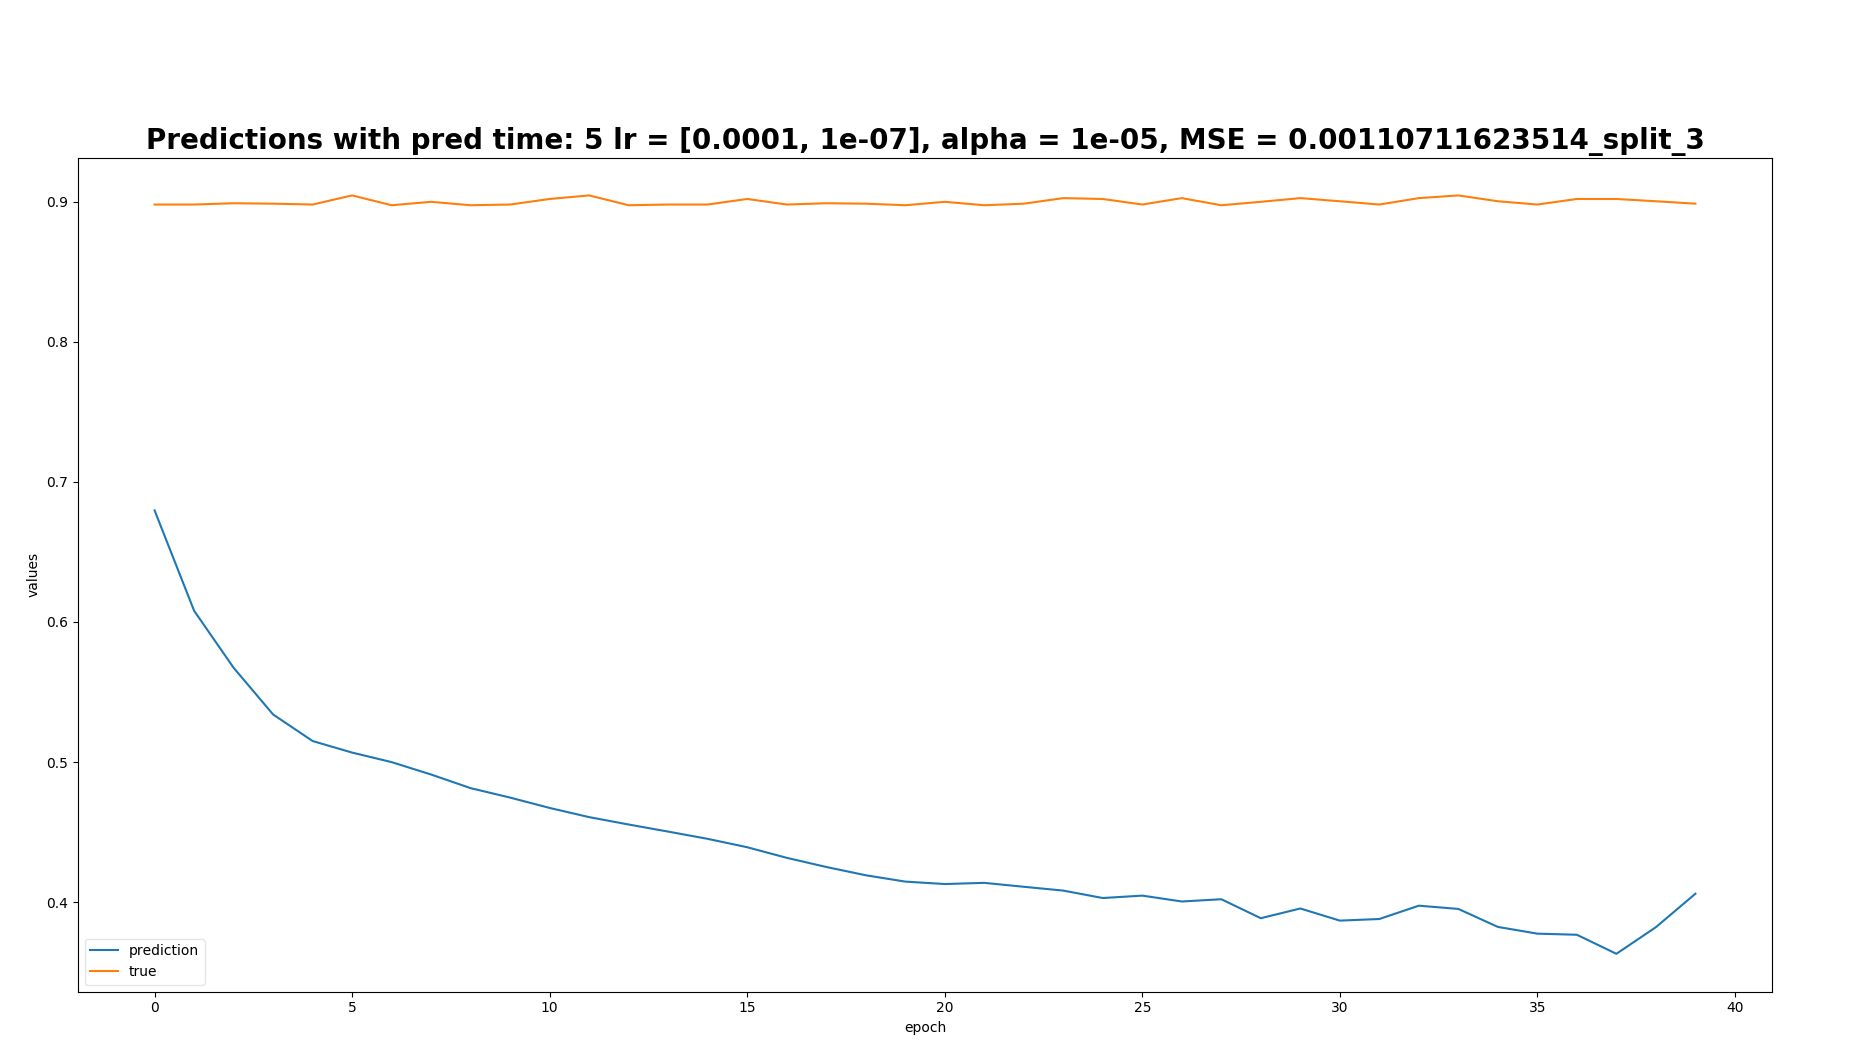 Predictions with pred time: 5 lr = [0.0001, 1e-07], alpha = 1e-05, MSE = 0.00110711623514_split_3
values
0.9
0.8
0.7
0.6
0.5
0.4
prediction
true
0 5 10 15 20 25 30 35 40
epoch